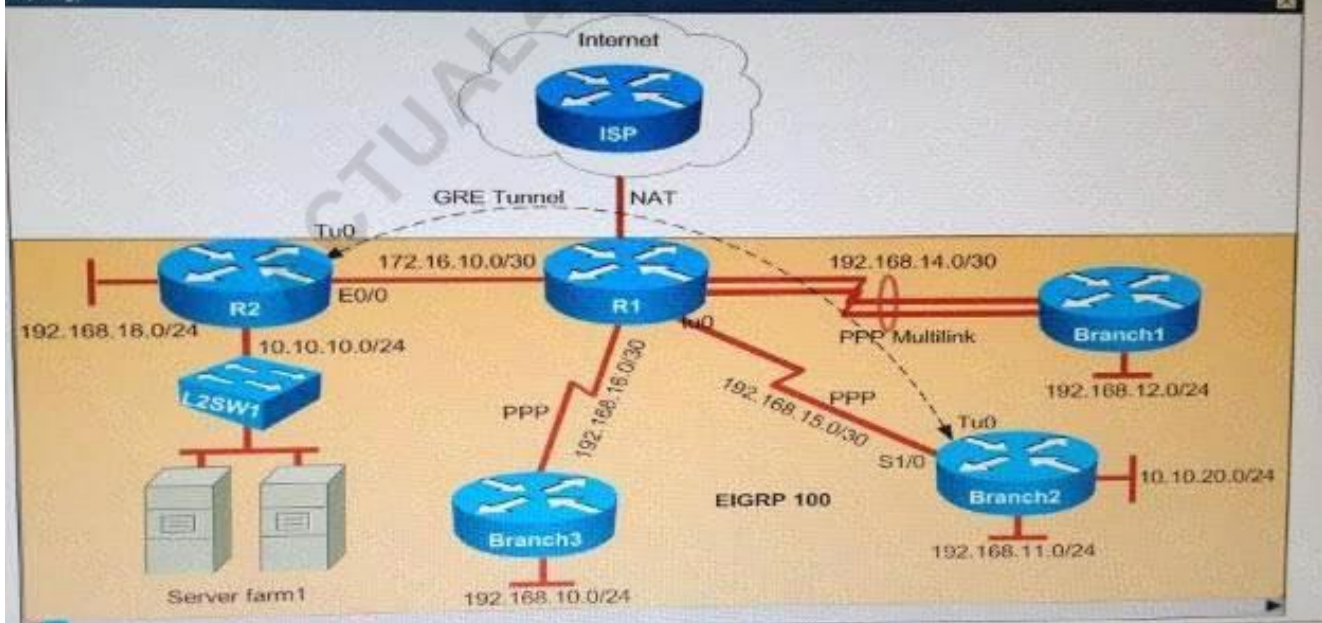 Internet
ISP
GRE Tunnel
NAT
Tu0
172.16.10.0/30
192.168.14.0/30
E0/0
R2
R1
Branch1
192.168.18.0/24
tu0
PPP Multilink
10.10.10.0/24
192.168.12.0/24
L2SW1
PPP
192.168.16.0/30
PPP
192.168.15.0/30
Tu0
S1/0
10.10.20.0/24
Branch2
EIGRP 100
Branch3
192.168.11.0/24
Server farm1
192.168.10.0/24